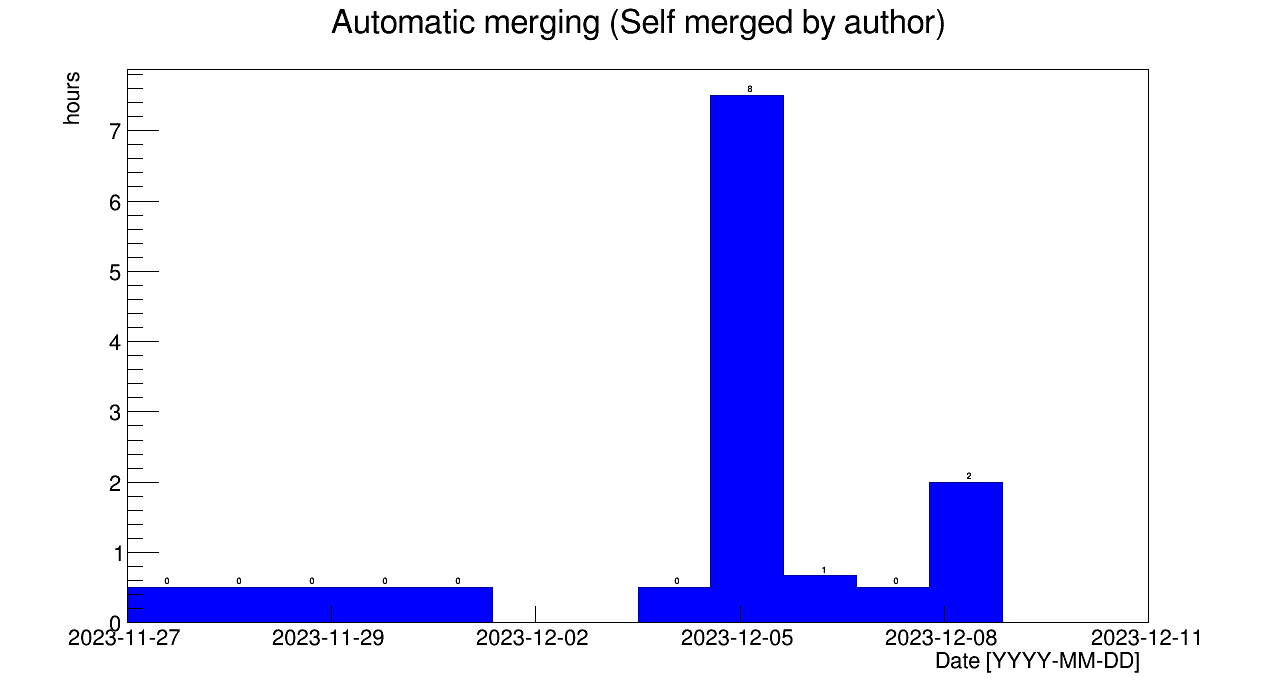 Automatic merging (Self merged by author)
hours
7
6
5
4
3
2
1
0
8
2
1
0 0 0 0 0 0 0
2023-11-27 2023-11-29 2023-12-02 2023-12-05 2023-12-08 2023-12-11
Date [YYYY-MM-DD]